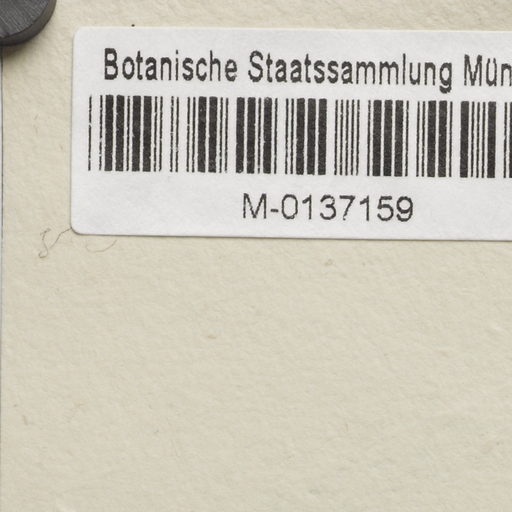 Botanische Staatssammlung Mün
M-0137159